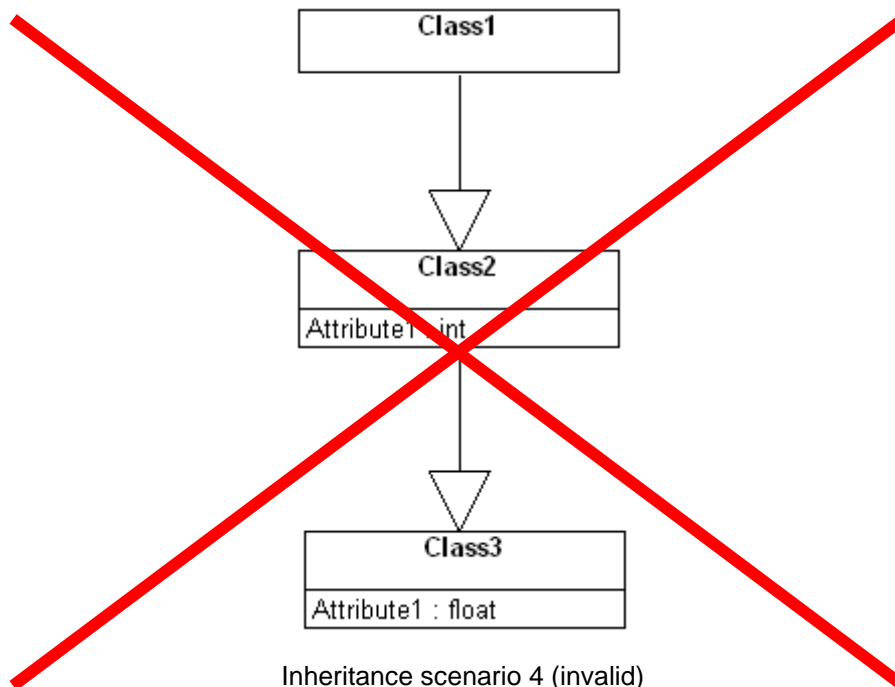 Class1
Class2
Attribute1 : int
Class3
Attribute1 : float
Inheritance scenario 4 (invalid)